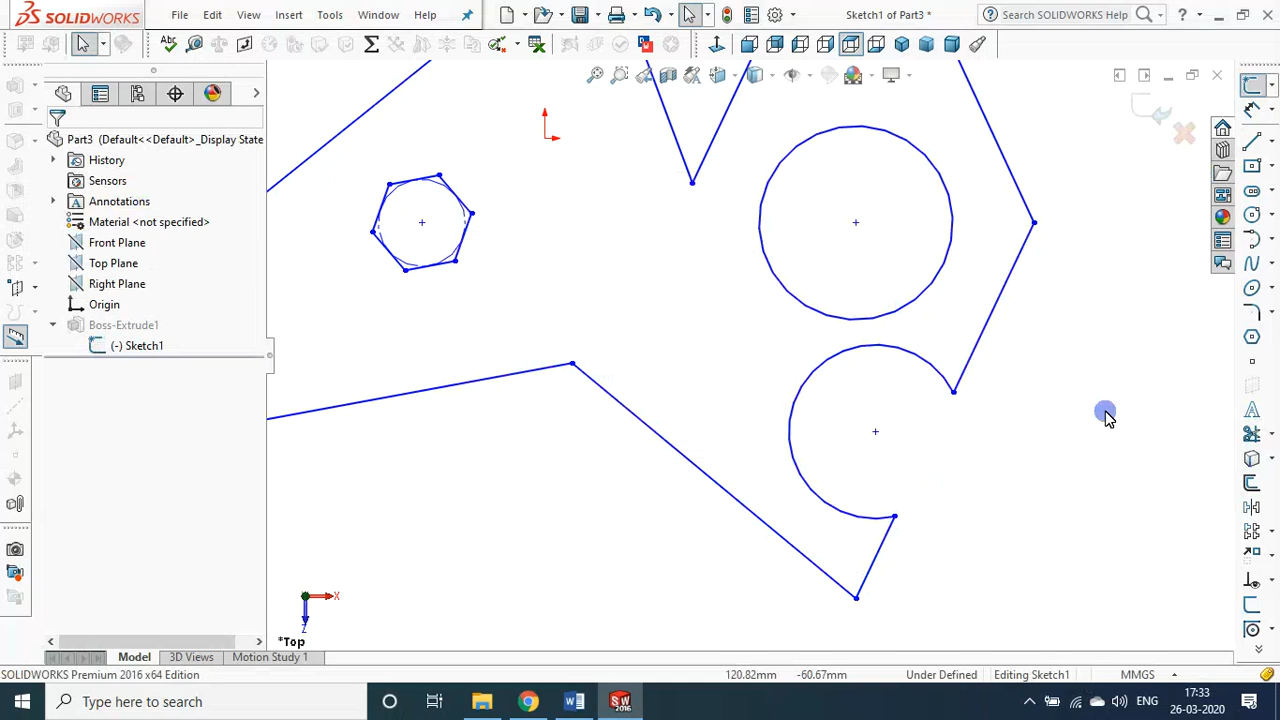 SOLIDWORKS
File Edit View Insert Tools Window Help
Sketch1 of Part3 *
Search SOLIDWORKS Help
?
Abc
Part3 (Default<<Default>_Display State
History
Sensors
Annotations
Material <not specified>
Front Plane
Top Plane
Right Plane
Origin
Boss-Extrude1
(-) Sketch1
X
Z
*Top
Model 3D Views Motion Study 1
SOLIDWORKS Premium 2016 x64 Edition
120.82mm -60.67mm Under Defined Editing Sketch1 MMGS
Type here to search
SW
2016
ENG
17:33
26-03-2020